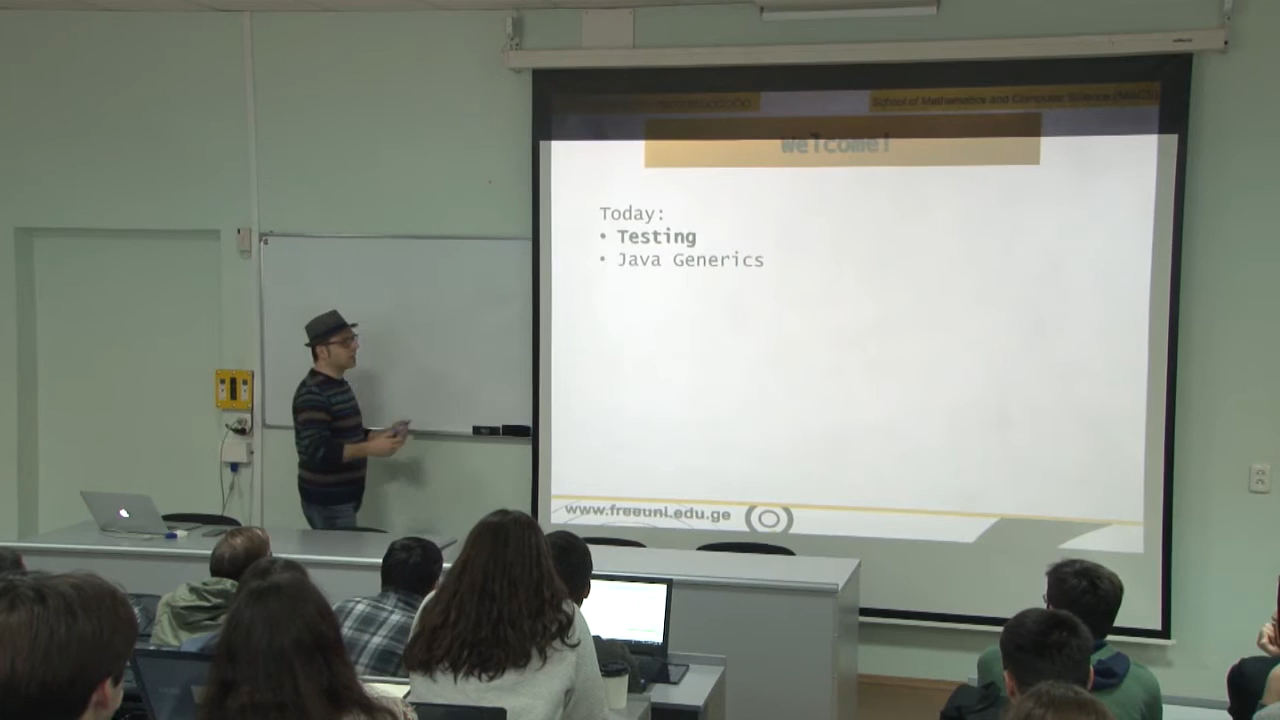 School of Mathematics and Computer Science (MACS)
Welcome!
Today:
• Testing
• Java Generics
www.freeuni.edu.ge